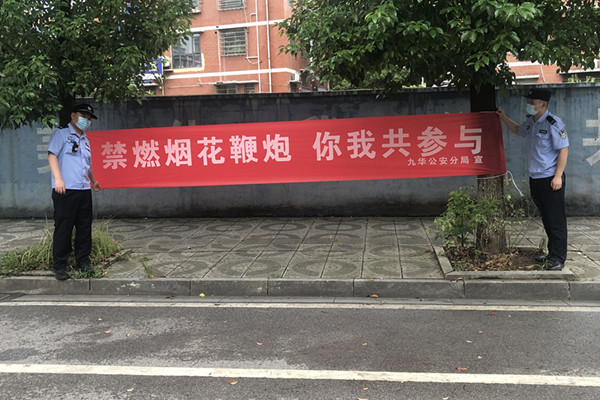 禁燃烟花鞭炮 你我共参与
九华公安分局 宣